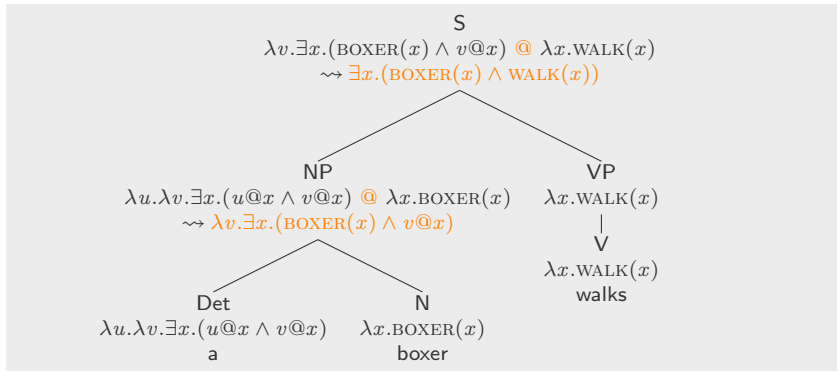 S
λv.∃x.(BOXER(x) ∧ v@x) @ λx.WALK(x)
⇝ ∃x.(BOXER(x) ∧ WALK(x))
NP
λu.λv.∃x.(u@x ∧ v@x) @ λx.BOXER(x)
⇝ λv.∃x.(BOXER(x) ∧ v@x)
VP
λx.WALK(x)
V
λx.WALK(x)
walks
Det
λu.λv.∃x.(u@x ∧ v@x)
a
N
λx.BOXER(x)
boxer